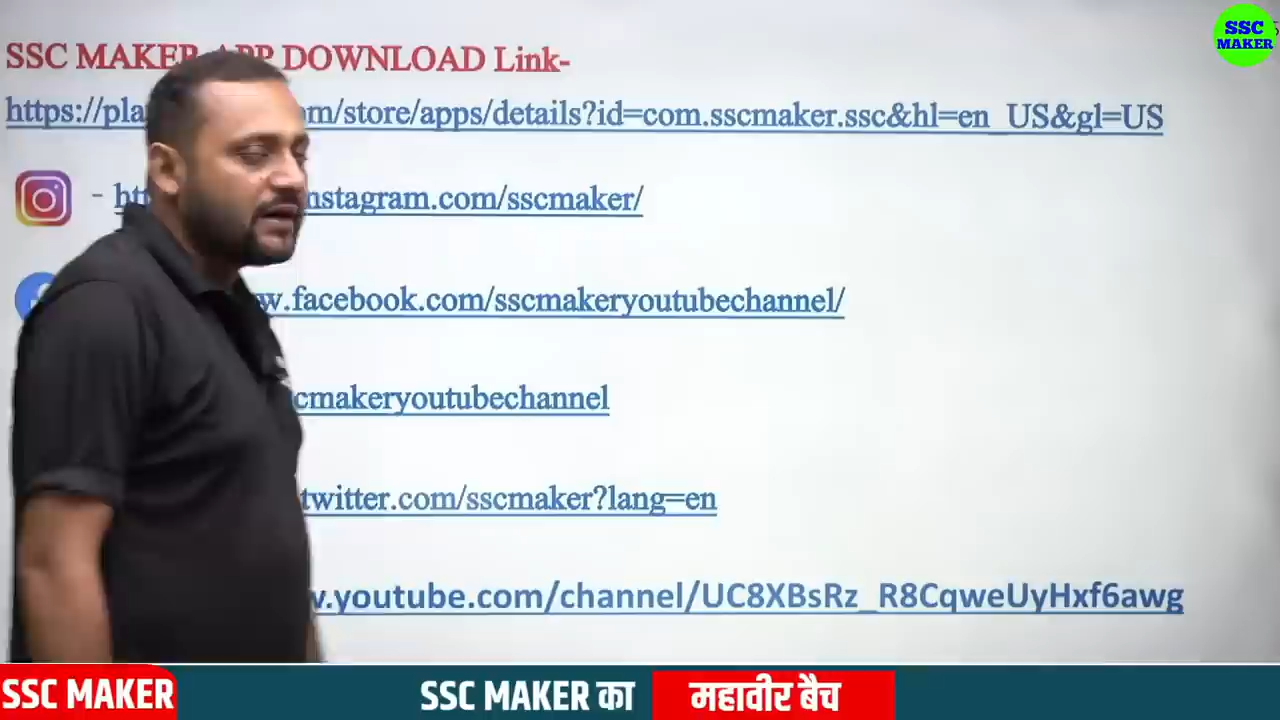 SSC MAKER APP DOWNLOAD Link-
SSC
MAKER
https://pla m/store/apps/details?id=com.sscmaker.ssc&hl=en_US&gl=US
- htt nstagram.com/sscmaker/
w.facebook.com/sscmakeryoutubechannel/
cmakeryoutubechannel
twitter.com/sscmaker?lang=en
v.youtube.com/channel/UC8XBsRz_R8CqweUyHxf6awg
SSC MAKER SSC MAKER का महावीर बैच